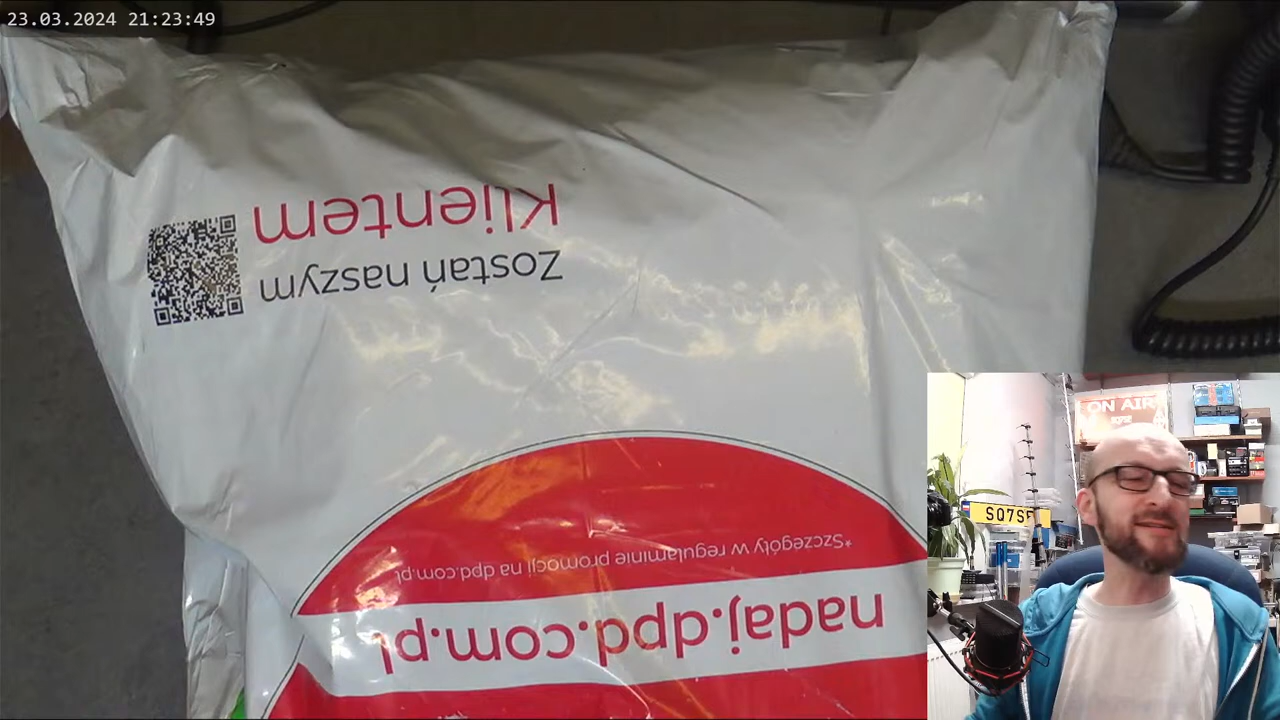 23.03.2024 21:23:49
Zostań naszym
Klientem
*Szczegóły w regulaminie promocji na dpd.com.pl
nadaj.dpd.com.pl
ON AIR